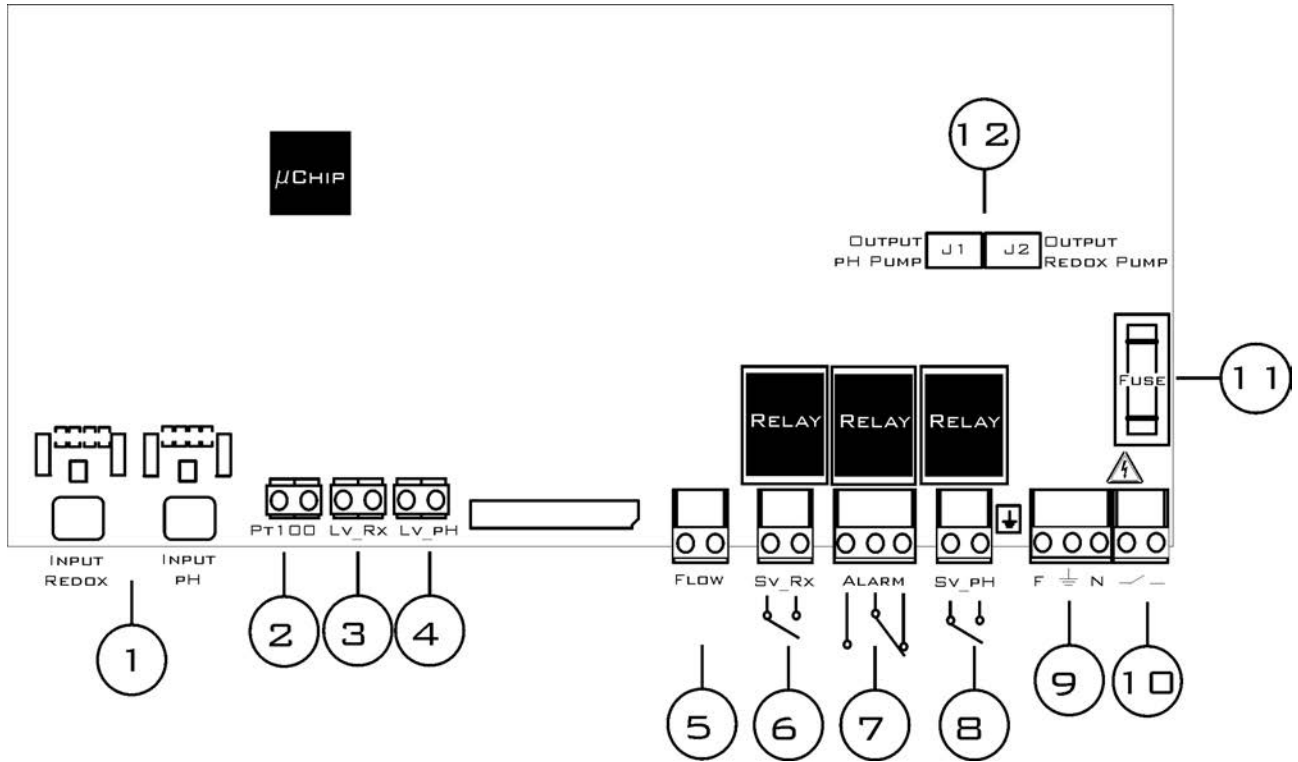 12
µCHIP
OUTPUT
PH PUMP
J1
J2
OUTPUT
REDOX PUMP
FUSE
11
RELAY
RELAY
RELAY
PT100
LV_RX
LV_PH
INPUT
REDOX
INPUT
PH
FLOW
SV_RX
ALARM
SV_PH
F
N
1
2
3
4
5
6
7
8
9
10